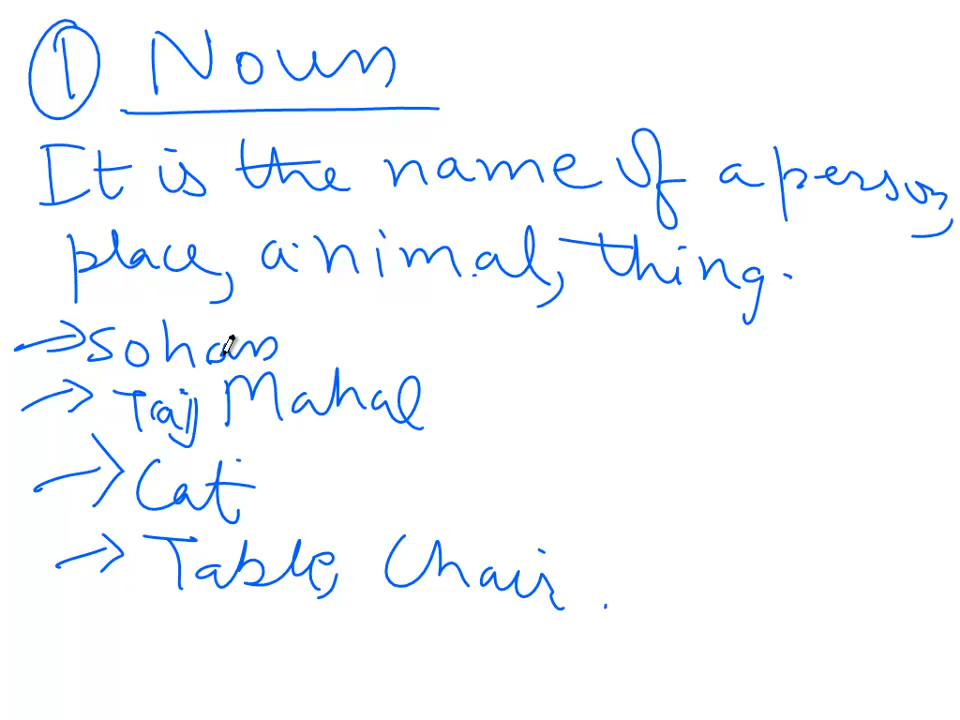 ① Noun
It is the name of a person,
place, animal, thing.
→ Sohan
→ Taj Mahal
→ Cat
→ Table, Chair.